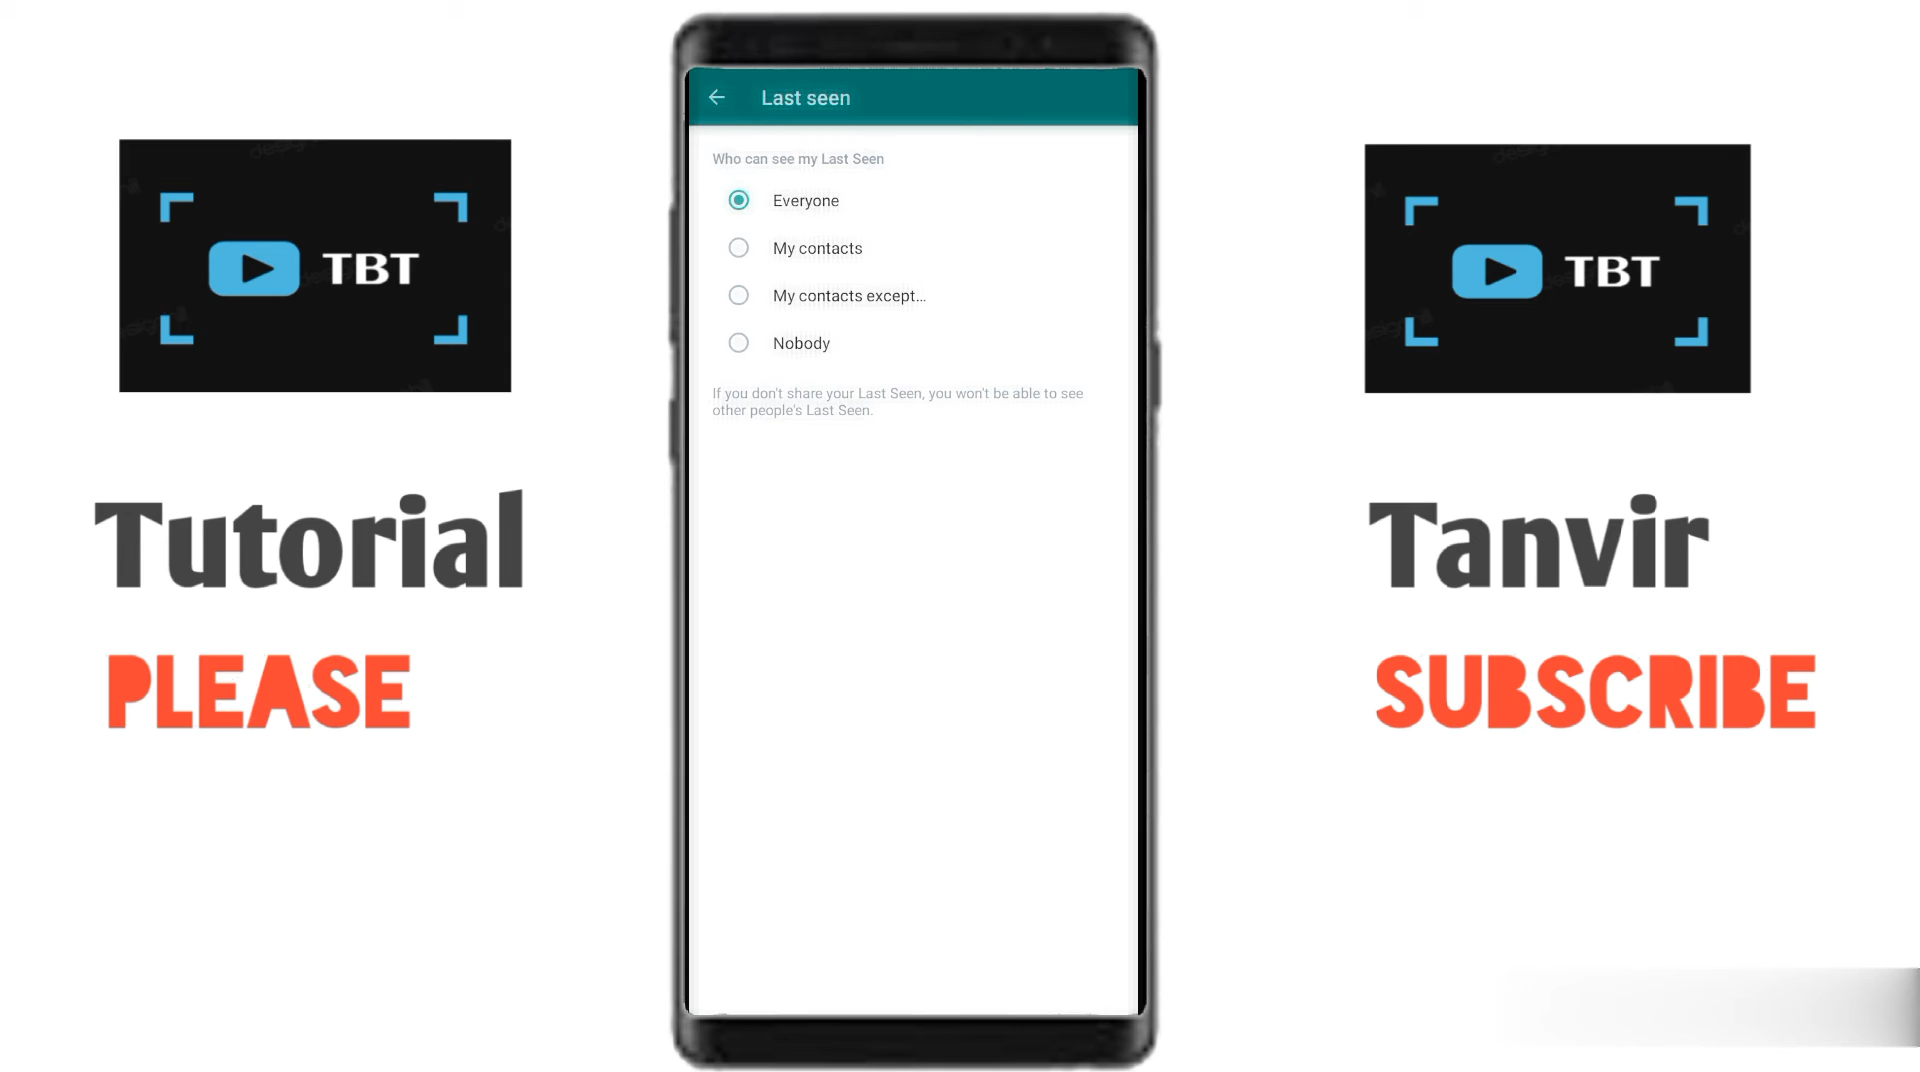 Last seen
Who can see my Last Seen
Everyone
My contacts
My contacts except...
Nobody
If you don't share your Last Seen, you won't be able to see
other people's Last Seen.
TBT
Tutorial
PLEASE
TBT
Tanvir
SUBSCRIBE